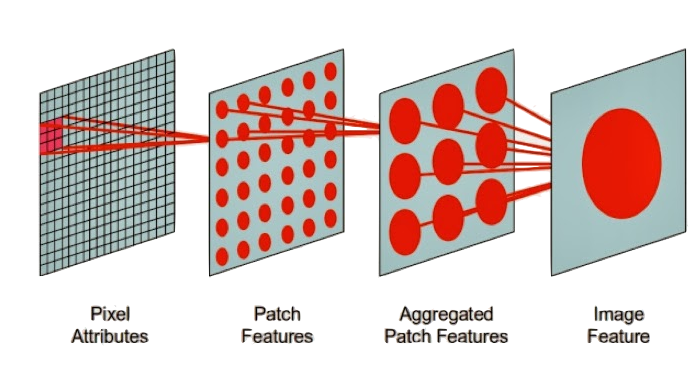 Pixel
Attributes
Patch
Features
Aggregated
Patch Features
Image
Feature